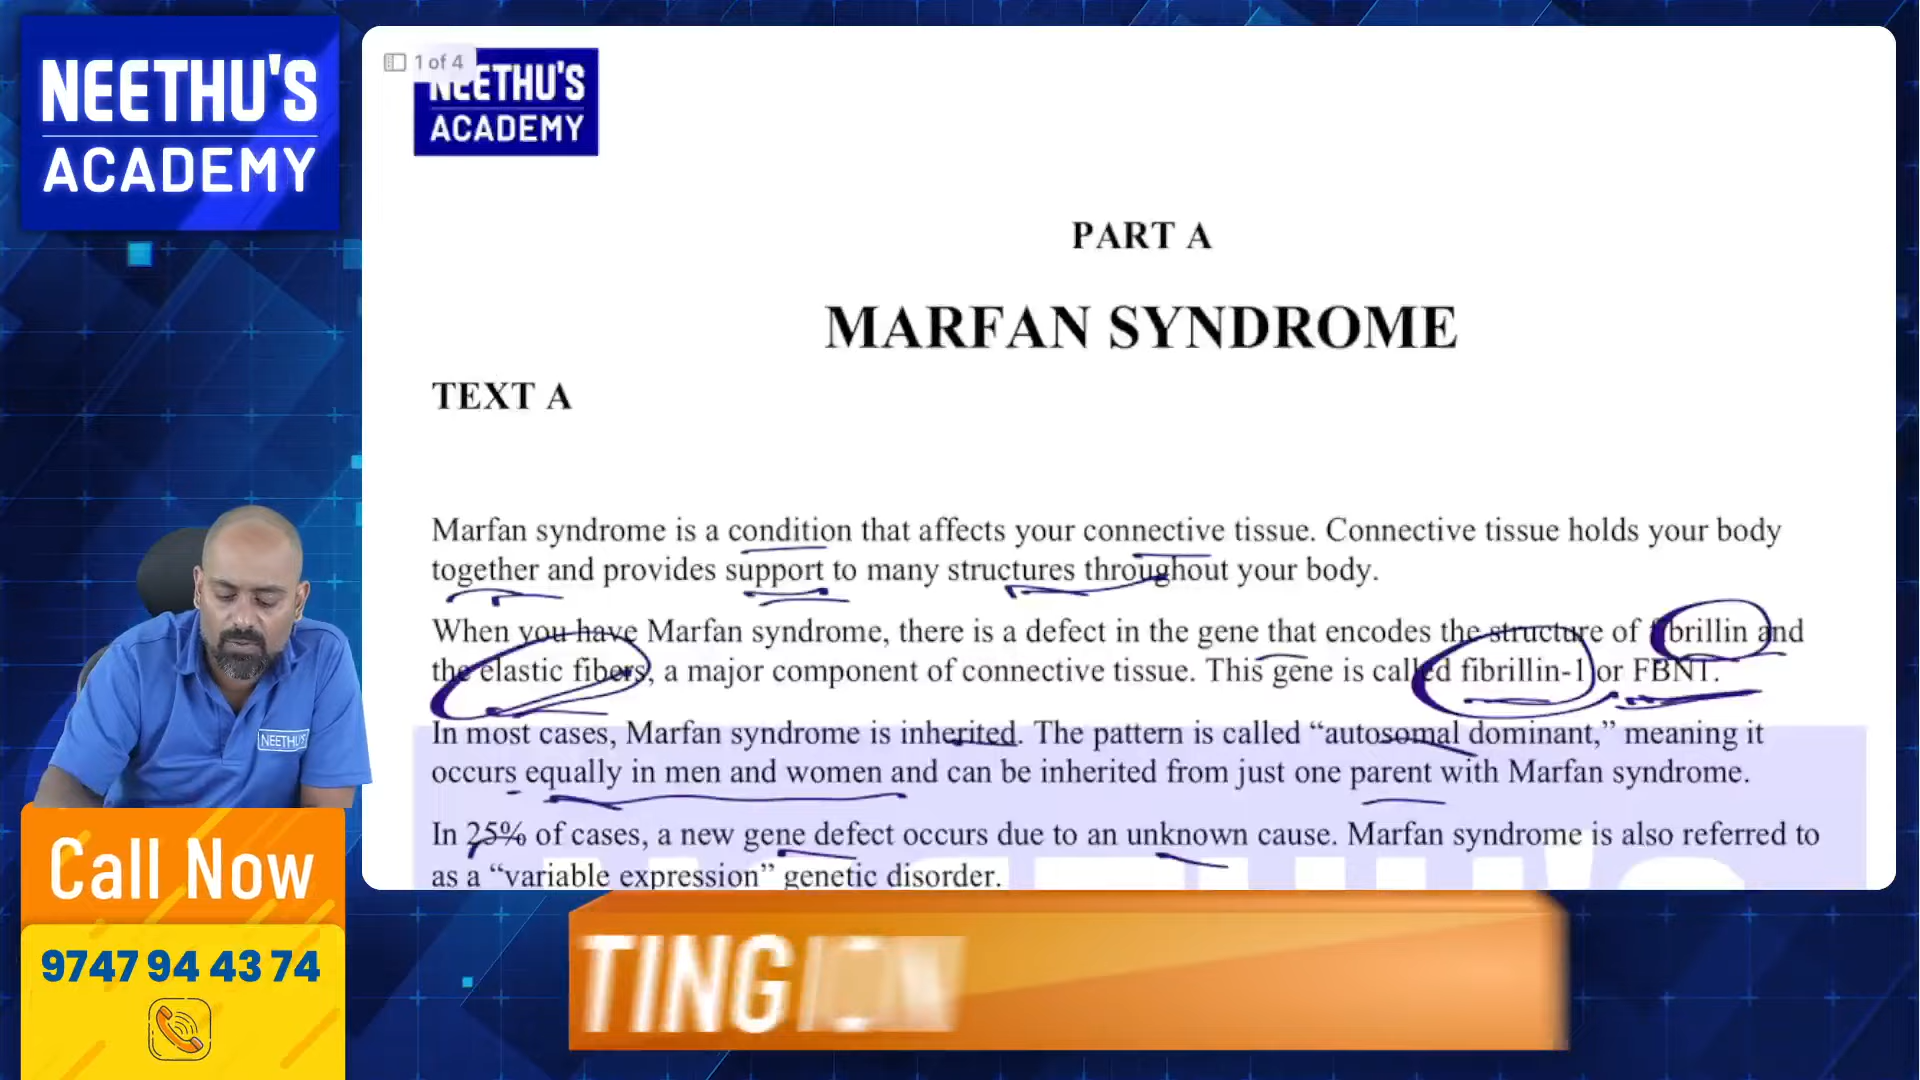 NEETHU'S
ACADEMY
1 of 4
NEETHU'S
ACADEMY
PART A
MARFAN SYNDROME
TEXT A
Marfan syndrome is a condition that affects your connective tissue. Connective tissue holds your body
together and provides support to many structures throughout your body.
When you have Marfan syndrome, there is a defect in the gene that encodes the structure of fibrillin and
the elastic fibers, a major component of connective tissue. This gene is called fibrillin-1 or FBNT.
In most cases, Marfan syndrome is inherited. The pattern is called “autosomal dominant,” meaning it
occurs equally in men and women and can be inherited from just one parent with Marfan syndrome.
In 25% of cases, a new gene defect occurs due to an unknown cause. Marfan syndrome is also referred to
as a “variable expression” genetic disorder.
NEETHU'S
Call Now
9747 94 43 74
TING